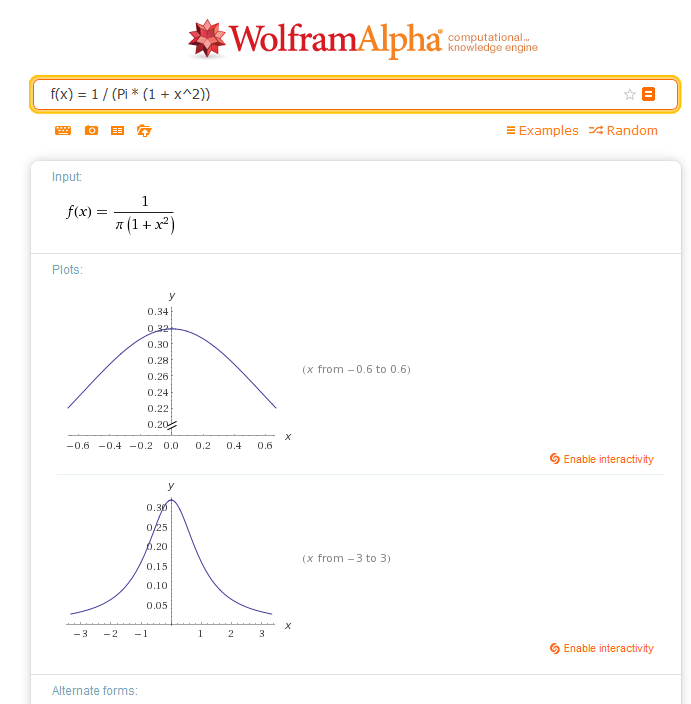 WolframAlpha® computational™ knowledge engine
f(x) = 1 / (Pi * (1 + x^2))
Examples Random
Input:
f(x) = 1 / (π (1 + x²))
Plots:
y
0.34
0.32
0.30
0.28
0.26
0.24
0.22
0.20
−0.6 −0.4 −0.2 0.0 0.2 0.4 0.6 x
(x from −0.6 to 0.6)
Enable interactivity
y
0.30
0.25
0.20
0.15
0.10
0.05
−3 −2 −1 1 2 3 x
(x from −3 to 3)
Enable interactivity
Alternate forms: